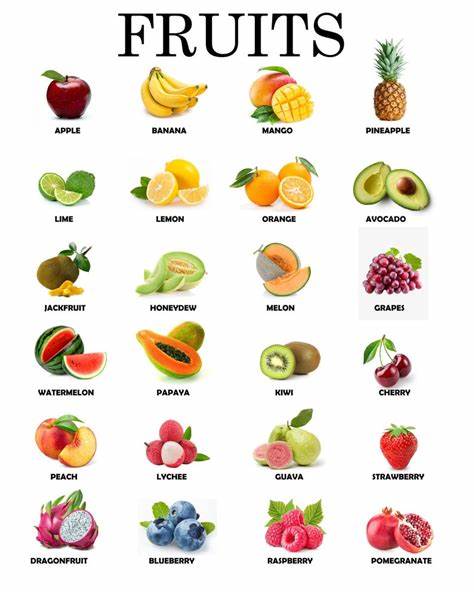 FRUITS
APPLE
BANANA
MANGO
PINEAPPLE
LIME
LEMON
ORANGE
AVOCADO
JACKFRUIT
HONEYDEW
MELON
GRAPES
WATERMELON
PAPAYA
KIWI
CHERRY
PEACH
LYCHEE
GUAVA
STRAWBERRY
DRAGONFRUIT
BLUEBERRY
RASPBERRY
POMEGRANATE